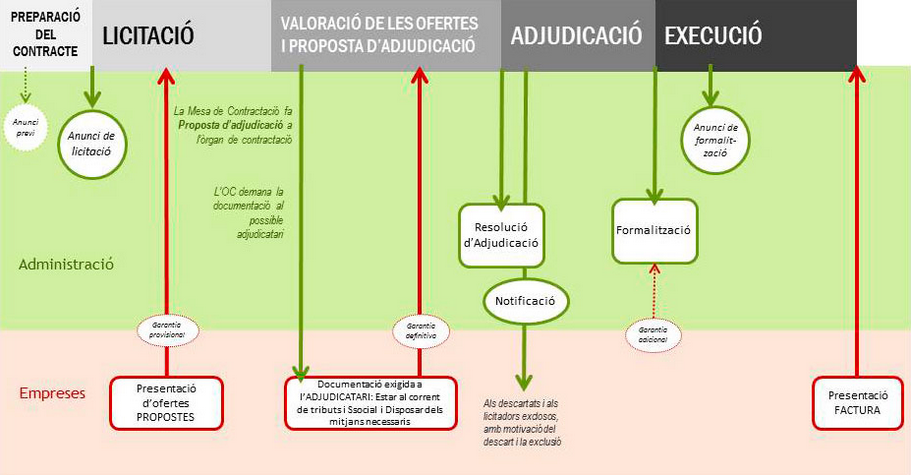 PREPARACIÓ
DEL
CONTRACTE
LICITACIÓ
VALORACIÓ DE LES OFERTES
I PROPOSTA D'ADJUDICACIÓ
ADJUDICACIÓ
EXECUCIÓ
Anunci
previ
Anunci de
licitació
La Mesa de Contractació fa
Proposta d'adjudicació a
l'òrgan de contractació
L'OC demana la
documentació al
possible
adjudicatari
Anunci de
formalit-
zació
Resolució
d'Adjudicació
Formalització
Administració
Notificació
Garantia
provisional
Garantia
definitiva
Garantia
adicional
Empreses
Presentació
d'ofertes
PROPOSTES
Documentació exigida a
l'ADJUDICATARI: Estar al corrent
de tributs i Ssocial i Disposar dels
mitjans necessaris
Als descartats i als
licitadors exclosos,
amb motivació del
descart i la exclusió
Presentació
FACTURA